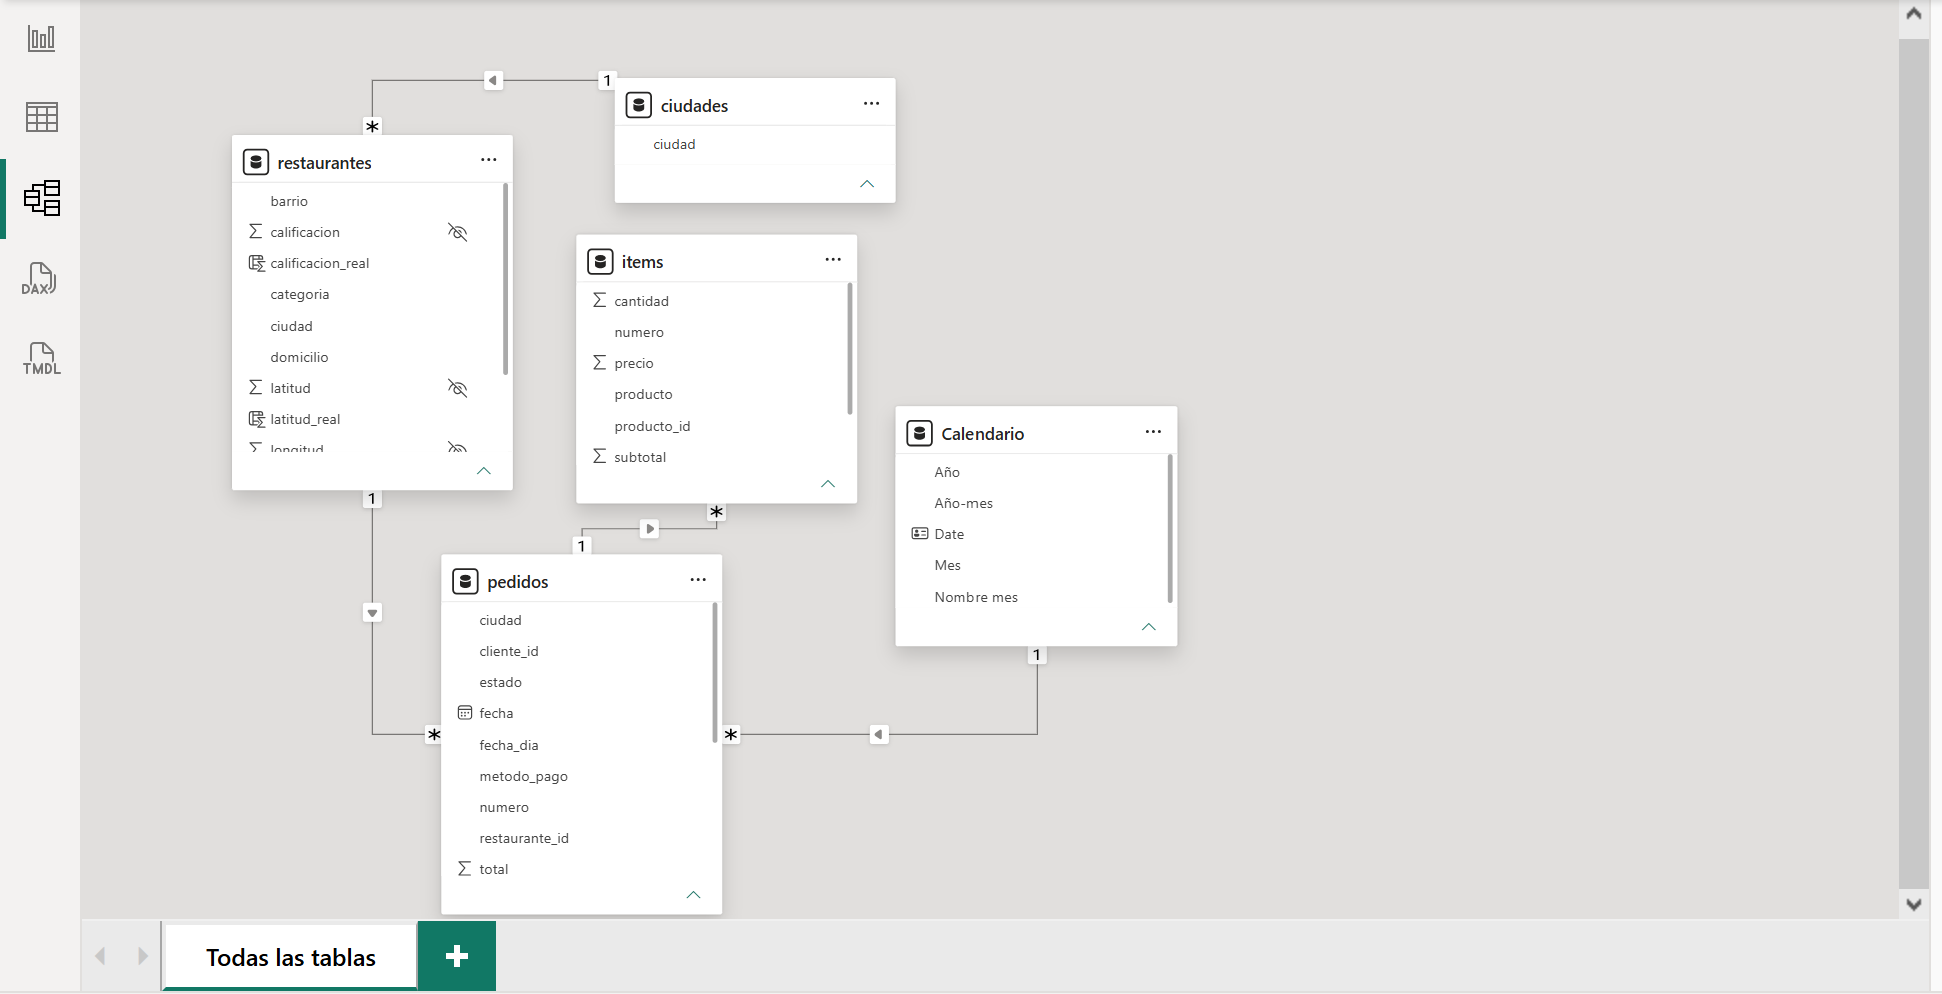 1
ciudades
ciudad
*
restaurantes
barrio
calificacion
calificacion_real
categoria
ciudad
domicilio
latitud
latitud_real
longitud
1
items
cantidad
numero
precio
producto
producto_id
subtotal
*
1
Calendario
Año
Año-mes
Date
Mes
Nombre mes
1
pedidos
ciudad
cliente_id
estado
fecha
fecha_dia
metodo_pago
numero
restaurante_id
total
*
*
DAX
TMDL
Todas las tablas